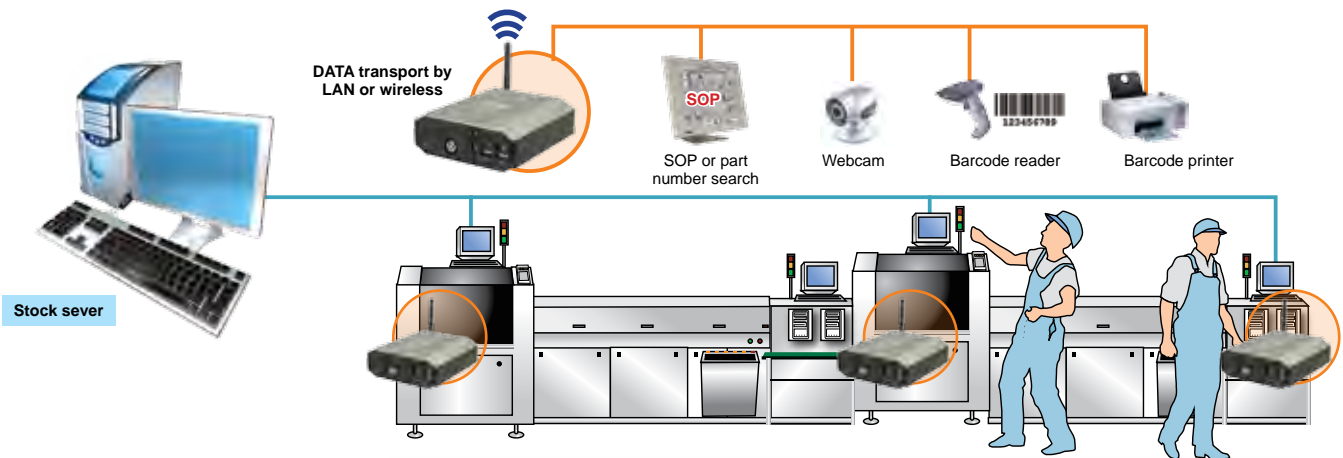 DATA transport by
LAN or wireless
SOP
123456789
SOP or part
number search
Webcam
Barcode reader
Barcode printer
Stock sever